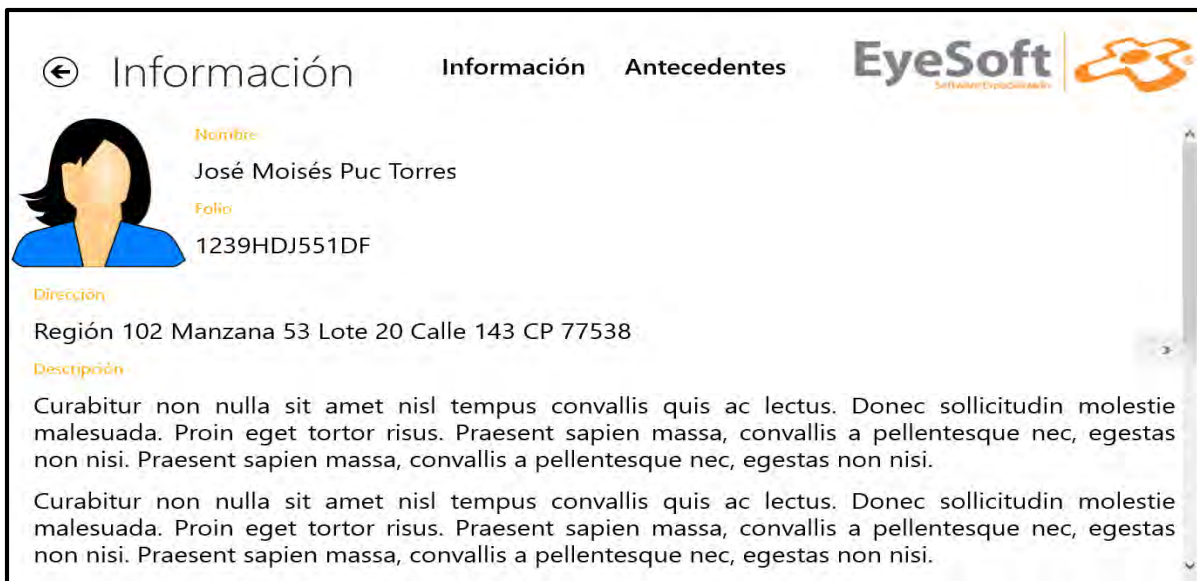 Información
Información Antecedentes
EyeSoft
Software Especializado
Nombre
José Moisés Puc Torres
Folio
1239HDJ551DF
Dirección
Región 102 Manzana 53 Lote 20 Calle 143 CP 77538
Descripción
Curabitur non nulla sit amet nisl tempus convallis quis ac lectus. Donec sollicitudin molestie
malesuada. Proin eget tortor risus. Praesent sapien massa, convallis a pellentesque nec, egestas
non nisi. Praesent sapien massa, convallis a pellentesque nec, egestas non nisi.
Curabitur non nulla sit amet nisl tempus convallis quis ac lectus. Donec sollicitudin molestie
malesuada. Proin eget tortor risus. Praesent sapien massa, convallis a pellentesque nec, egestas
non nisi. Praesent sapien massa, convallis a pellentesque nec, egestas non nisi.